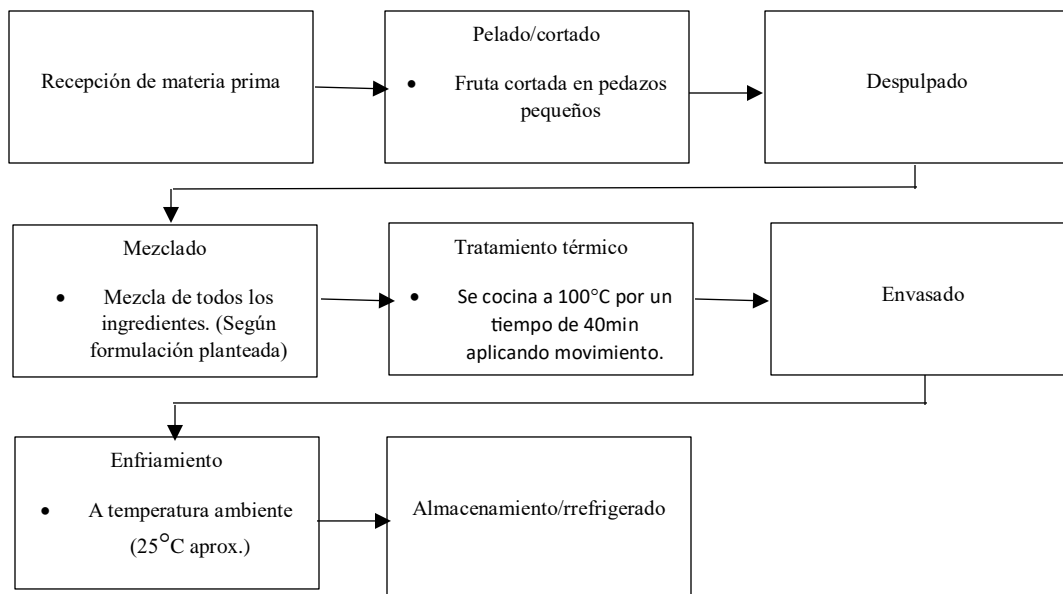 Recepción de materia prima
Pelado/cortado
• Fruta cortada en pedazos
pequeños
Despulpado
Mezclado
• Mezcla de todos los
ingredientes. (Según
formulación planteada)
Tratamiento térmico
• Se cocina a 100°C por un
tiempo de 40min
aplicando movimiento.
Envasado
Enfriamiento
• A temperatura ambiente
(25°C aprox.)
Almacenamiento/rrefrigerado